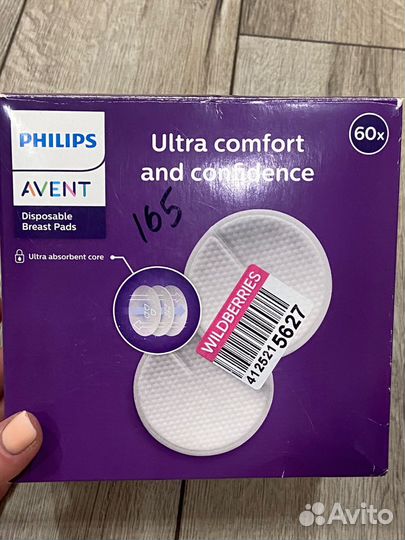 PHILIPS
AVENT
Disposable
Breast Pads
Ultra absorbent core
Ultra comfort
and confidence
60x
165
WILDBERRIES
4125215627
Avito